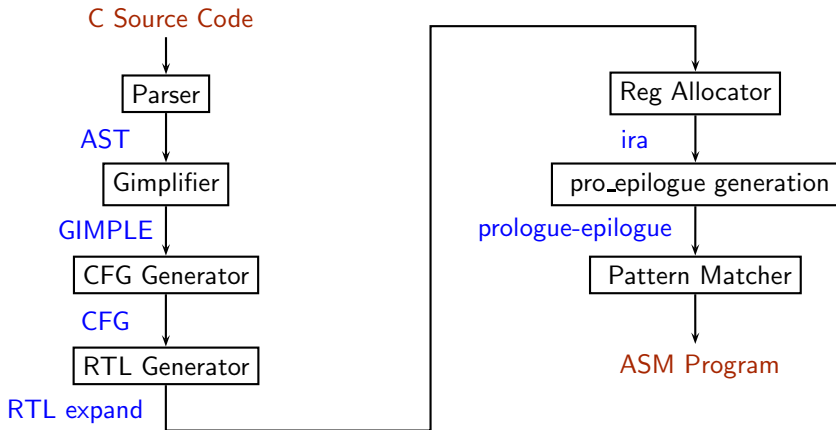 C Source Code
Parser
AST
Gimplifier
GIMPLE
CFG Generator
CFG
RTL Generator
RTL expand
Reg Allocator
ira
pro_epilogue generation
prologue-epilogue
Pattern Matcher
ASM Program